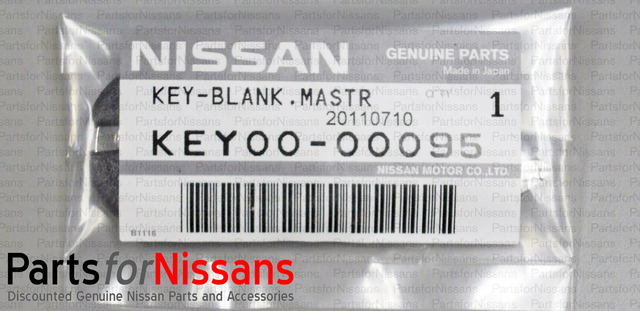 NISSAN
GENUINE PARTS
Made in Japan
KEY-BLANK.MASTR
Q'TY
1
20110710
KEY00-00095
NISSAN MOTOR CO.,LTD.
B1116
PartsforNissans
Discounted Genuine Nissan Parts and Accessories